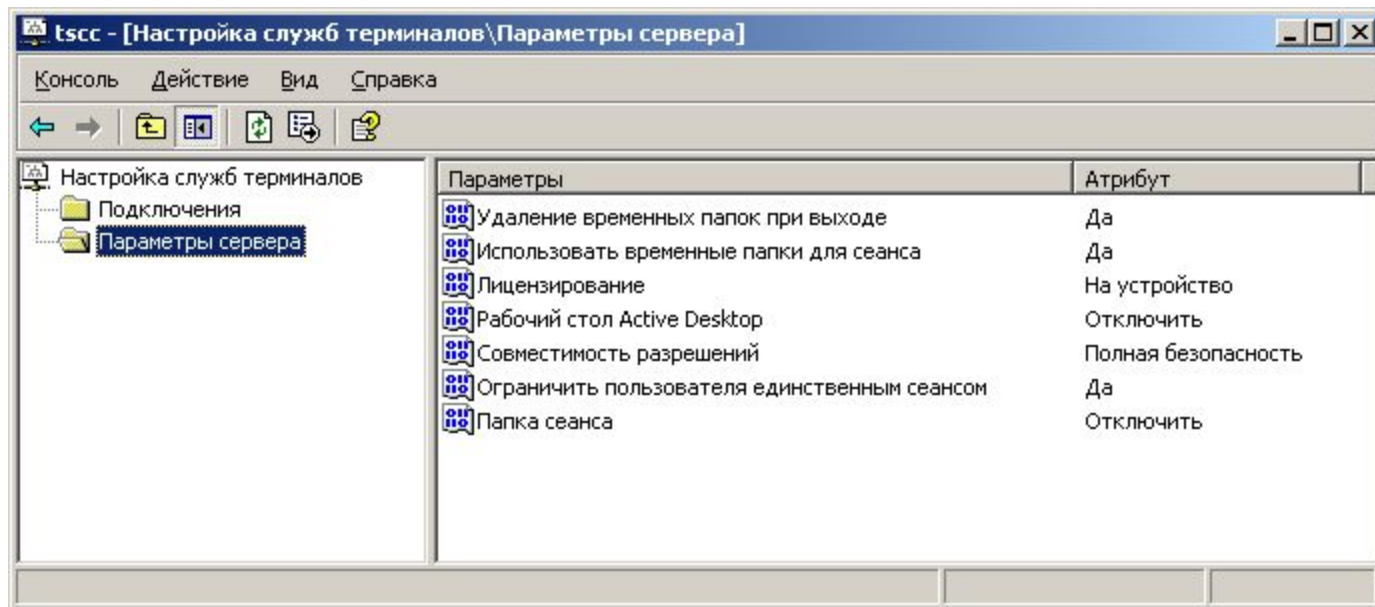 tscc - [Настройка служб терминалов\Параметры сервера]
Консоль Действие Вид Справка
Настройка служб терминалов
Подключения
Параметры сервера
Параметры Атрибут
Удаление временных папок при выходе Да
Использовать временные папки для сеанса Да
Лицензирование На устройство
Рабочий стол Active Desktop Отключить
Совместимость разрешений Полная безопасность
Ограничить пользователя единственным сеансом Да
Папка сеанса Отключить